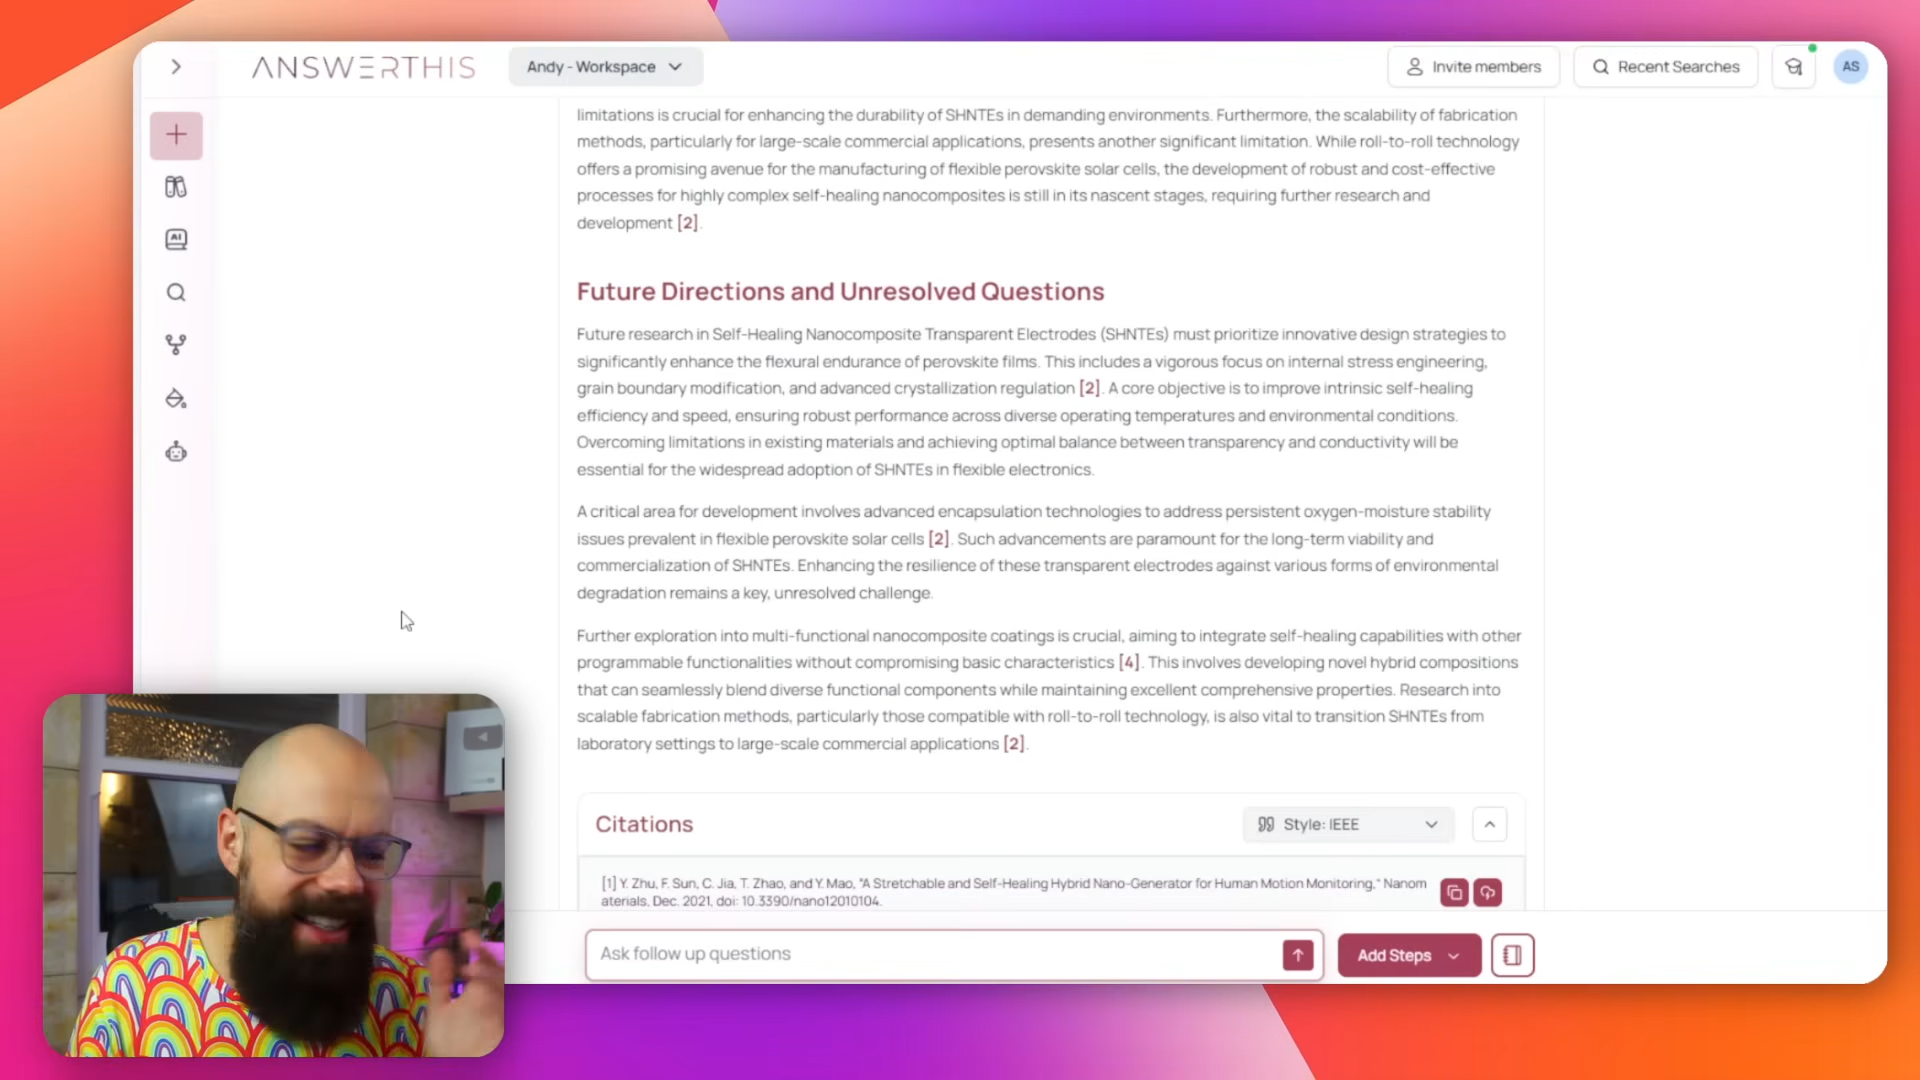 ANSWERTHIS
Andy - Workspace
Invite members
Recent Searches
AS
limitations is crucial for enhancing the durability of SHNTEs in demanding environments. Furthermore, the scalability of fabrication
methods, particularly for large-scale commercial applications, presents another significant limitation. While roll-to-roll technology
offers a promising avenue for the manufacturing of flexible perovskite solar cells, the development of robust and cost-effective
processes for highly complex self-healing nanocomposites is still in its nascent stages, requiring further research and
development [2].
Future Directions and Unresolved Questions
Future research in Self-Healing Nanocomposite Transparent Electrodes (SHNTEs) must prioritize innovative design strategies to
significantly enhance the flexural endurance of perovskite films. This includes a vigorous focus on internal stress engineering,
grain boundary modification, and advanced crystallization regulation [2]. A core objective is to improve intrinsic self-healing
efficiency and speed, ensuring robust performance across diverse operating temperatures and environmental conditions.
Overcoming limitations in existing materials and achieving optimal balance between transparency and conductivity will be
essential for the widespread adoption of SHNTEs in flexible electronics.
A critical area for development involves advanced encapsulation technologies to address persistent oxygen-moisture stability
issues prevalent in flexible perovskite solar cells [2]. Such advancements are paramount for the long-term viability and
commercialization of SHNTEs. Enhancing the resilience of these transparent electrodes against various forms of environmental
degradation remains a key, unresolved challenge.
Further exploration into multi-functional nanocomposite coatings is crucial, aiming to integrate self-healing capabilities with other
programmable functionalities without compromising basic characteristics [4]. This involves developing novel hybrid compositions
that can seamlessly blend diverse functional components while maintaining excellent comprehensive properties. Research into
scalable fabrication methods, particularly those compatible with roll-to-roll technology, is also vital to transition SHNTEs from
laboratory settings to large-scale commercial applications [2].
Citations
Style: IEEE
[1] Y. Zhu, F. Sun, C. Jia, T. Zhao, and Y. Mao, "A Stretchable and Self-Healing Hybrid Nano-Generator for Human Motion Monitoring," Nanom
aterials, Dec. 2021, doi: 10.3390/nano12010104.
Ask follow up questions
Add Steps
AI